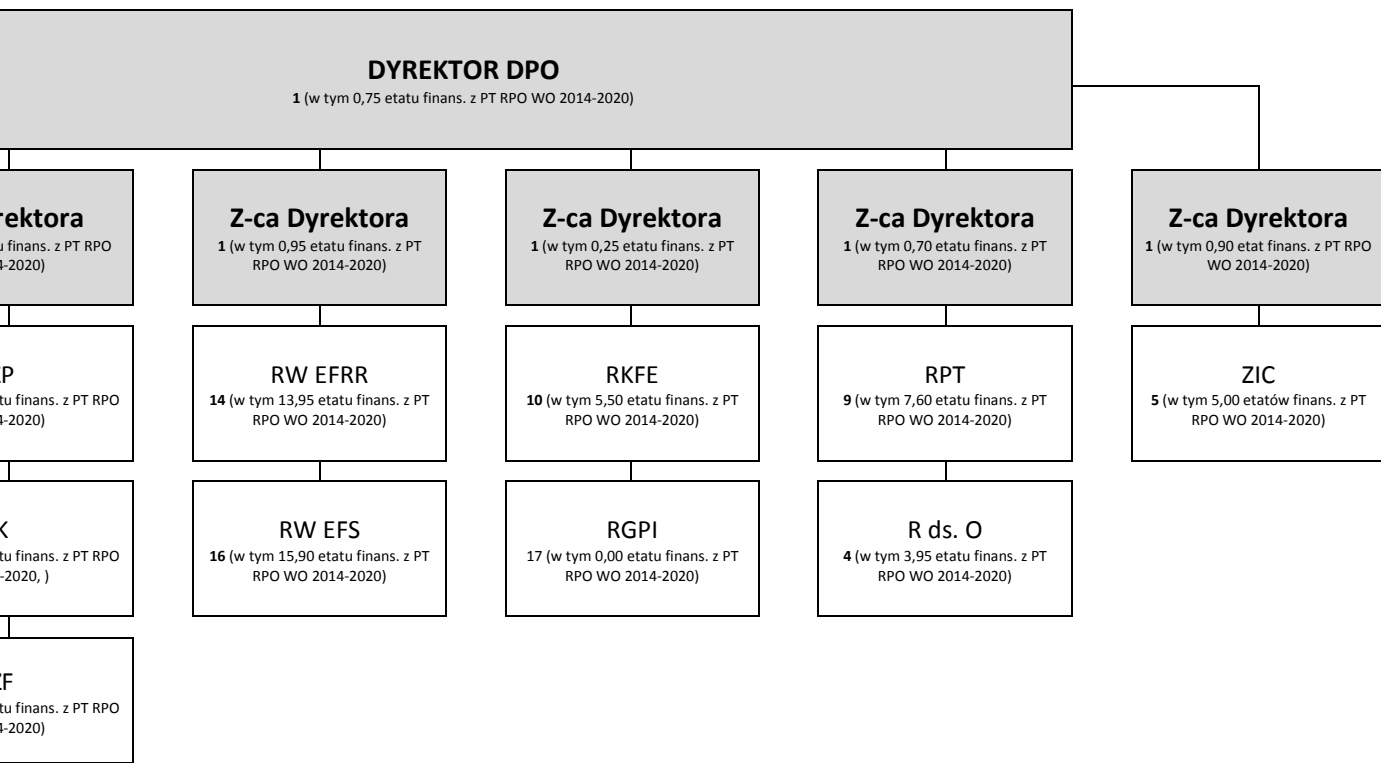 DYREKTOR DPO
1 (w tym 0,75 etatu finans. z PT RPO WO 2014-2020)
finans. z PT RPO
-2020)
Z-ca Dyrektora
1 (w tym 0,95 etatu finans. z PT
RPO WO 2014-2020)
Z-ca Dyrektora
1 (w tym 0,25 etatu finans. z PT
RPO WO 2014-2020)
Z-ca Dyrektora
1 (w tym 0,70 etatu finans. z PT
RPO WO 2014-2020)
Z-ca Dyrektora
1 (w tym 0,90 etat finans. z PT RPO
WO 2014-2020)
finans. z PT RPO
-2020)
RW EFRR
14 (w tym 13,95 etatu finans. z PT
RPO WO 2014-2020)
RKFE
10 (w tym 5,50 etatu finans. z PT
RPO WO 2014-2020)
RPT
9 (w tym 7,60 etatu finans. z PT
RPO WO 2014-2020)
ZIC
5 (w tym 5,00 etatów finans. z PT
RPO WO 2014-2020)
finans. z PT RPO
-2020, )
RW EFS
16 (w tym 15,90 etatu finans. z PT
RPO WO 2014-2020)
RGPI
17 (w tym 0,00 etatu finans. z PT
RPO WO 2014-2020)
R ds. O
4 (w tym 3,95 etatu finans. z PT
RPO WO 2014-2020)
finans. z PT RPO
-2020)